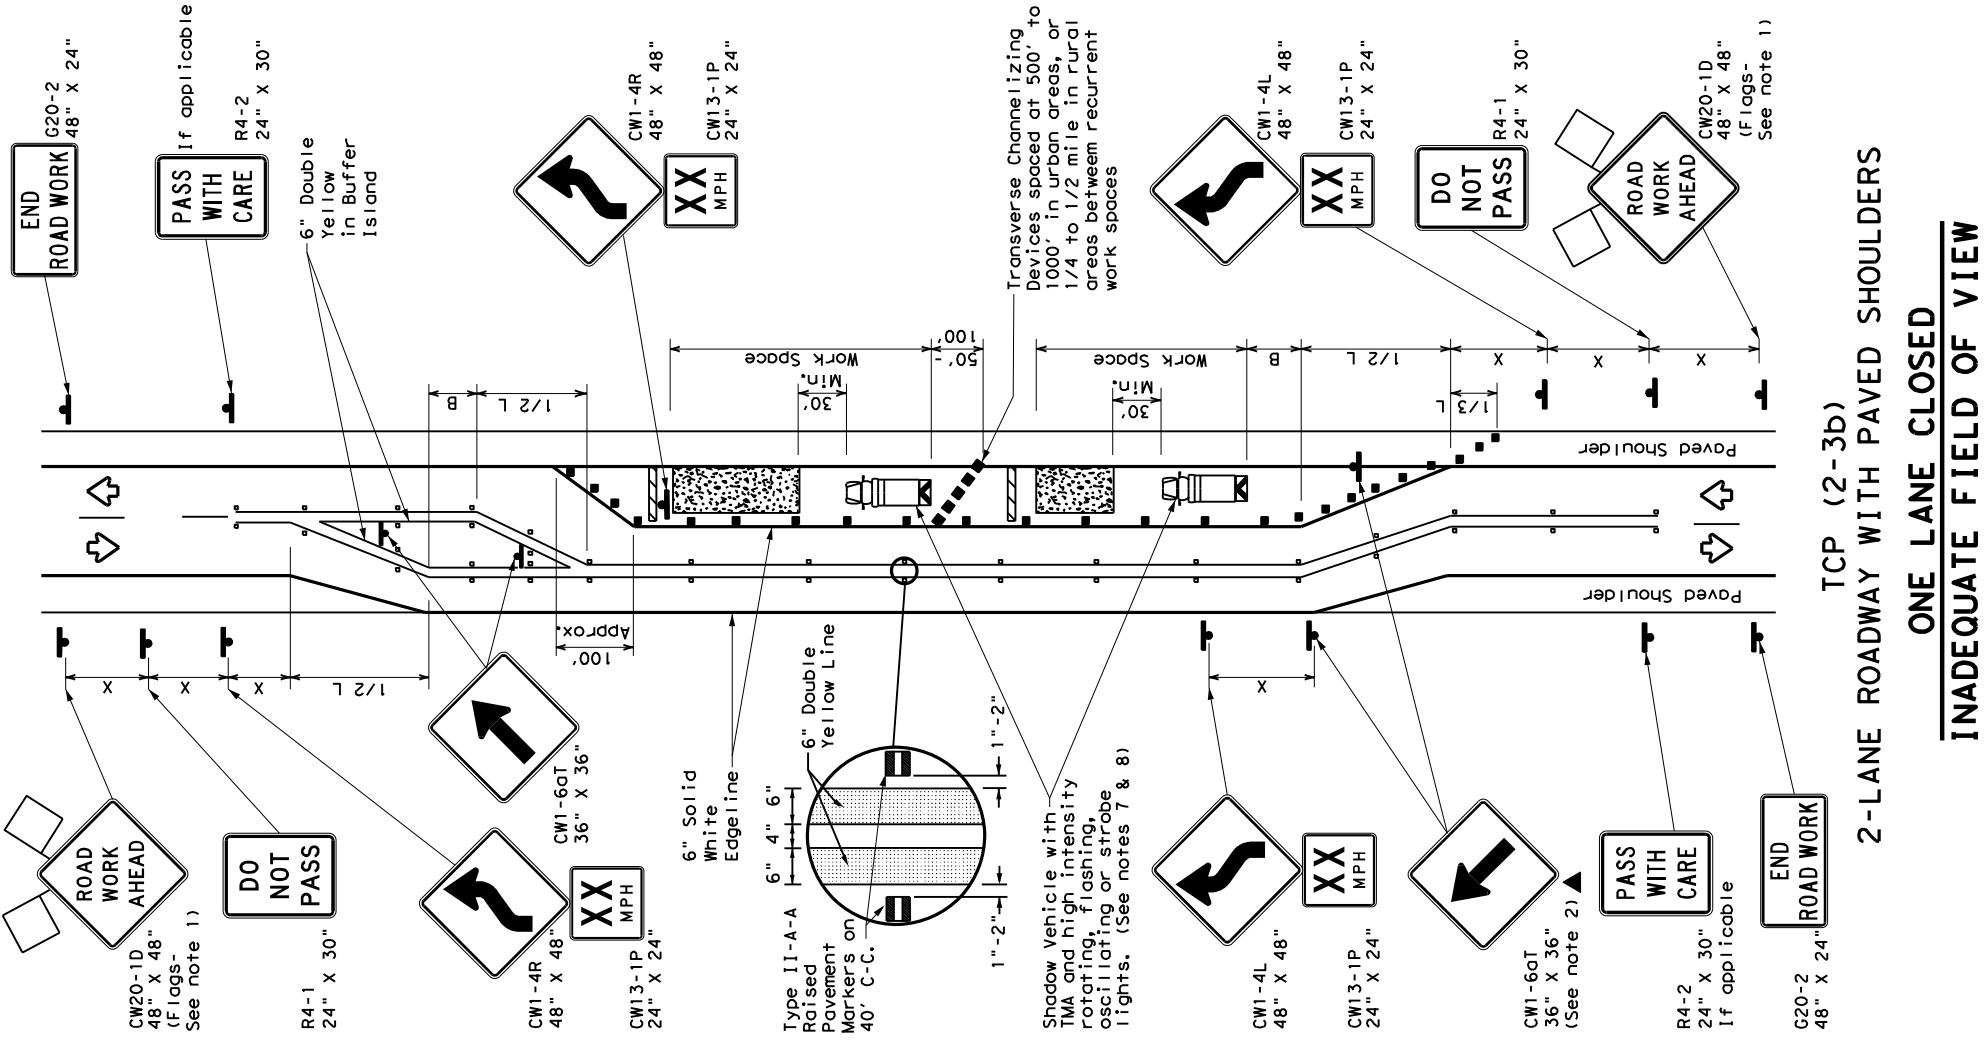 END
ROAD WORK
G20-2
48" X 24"
If applicable
PASS
WITH
CARE
R4-2
24" X 30"
6" Double
Yellow
in Buffer
Island
CW1-4R
48" X 48"
XX
MPH
CW13-1P
24" X 24"
Transverse Channelizing
Devices spaced at 500' to
1000' in urban areas, or
1/4 to 1/2 mile in rural
areas betweem recurrent
work spaces
CW1-4L
48" X 48"
XX
MPH
CW13-1P
24" X 24"
DO
NOT
PASS
R4-1
24" X 30"
ROAD
WORK
AHEAD
CW20-1D
48" X 48"
(Flags-
See note 1)
B
1/2 L
Work Space
30'
Min.
50'-
100'
Work Space
30'
Min.
B
1/2 L
1/3 L
X
X
X
Paved Shoulder
Paved Shoulder
X
X
X
1/2 L
100'
Approx.
X
ROAD
WORK
AHEAD
CW20-1D
48" X 48"
(Flags-
See note 1)
DO
NOT
PASS
R4-1
24" X 30"
CW1-4R
48" X 48"
XX
MPH
CW13-1P
24" X 24"
CW1-6aT
36" X 36"
6" Solid
White
Edgeline
6" Double
Yellow Line
6" 4" 6"
1"-2"
1"-2"
Type II-A-A
Raised
Pavement
Markers on
40' C-C.
Shadow Vehicle with
TMA and high intensity
rotating, flashing,
oscillating or strobe
lights. (See notes 7 & 8)
CW1-4L
48" X 48"
XX
MPH
CW13-1P
24" X 24"
CW1-6aT
36" X 36"
(See note 2)
PASS
WITH
CARE
R4-2
24" X 30"
If applicable
END
ROAD WORK
G20-2
48" X 24"
TCP (2-3b)
2-LANE ROADWAY WITH PAVED SHOULDERS
ONE LANE CLOSED
INADEQUATE FIELD OF VIEW